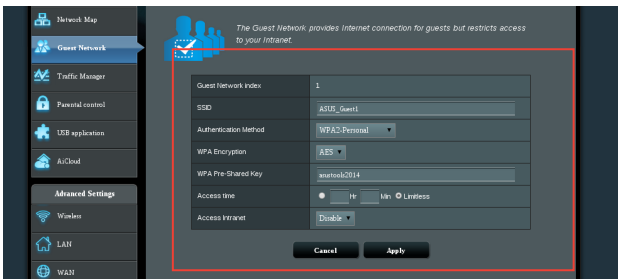 Network Map
The Guest Network provides Internet connection for guests but restricts access
to your Intranet.
Guest Network
Traffic Manager
Parental control
USB application
AiCloud
Guest Network index 1
SSID ASUS_Guest1
Authentication Method WPA2-Personal
WPA Encryption AES
WPA Pre-Shared Key asustools2014
Access time Hr Min Limitless
Access Intranet Disable
Cancel Apply
Advanced Settings
Wireless
LAN
WAN